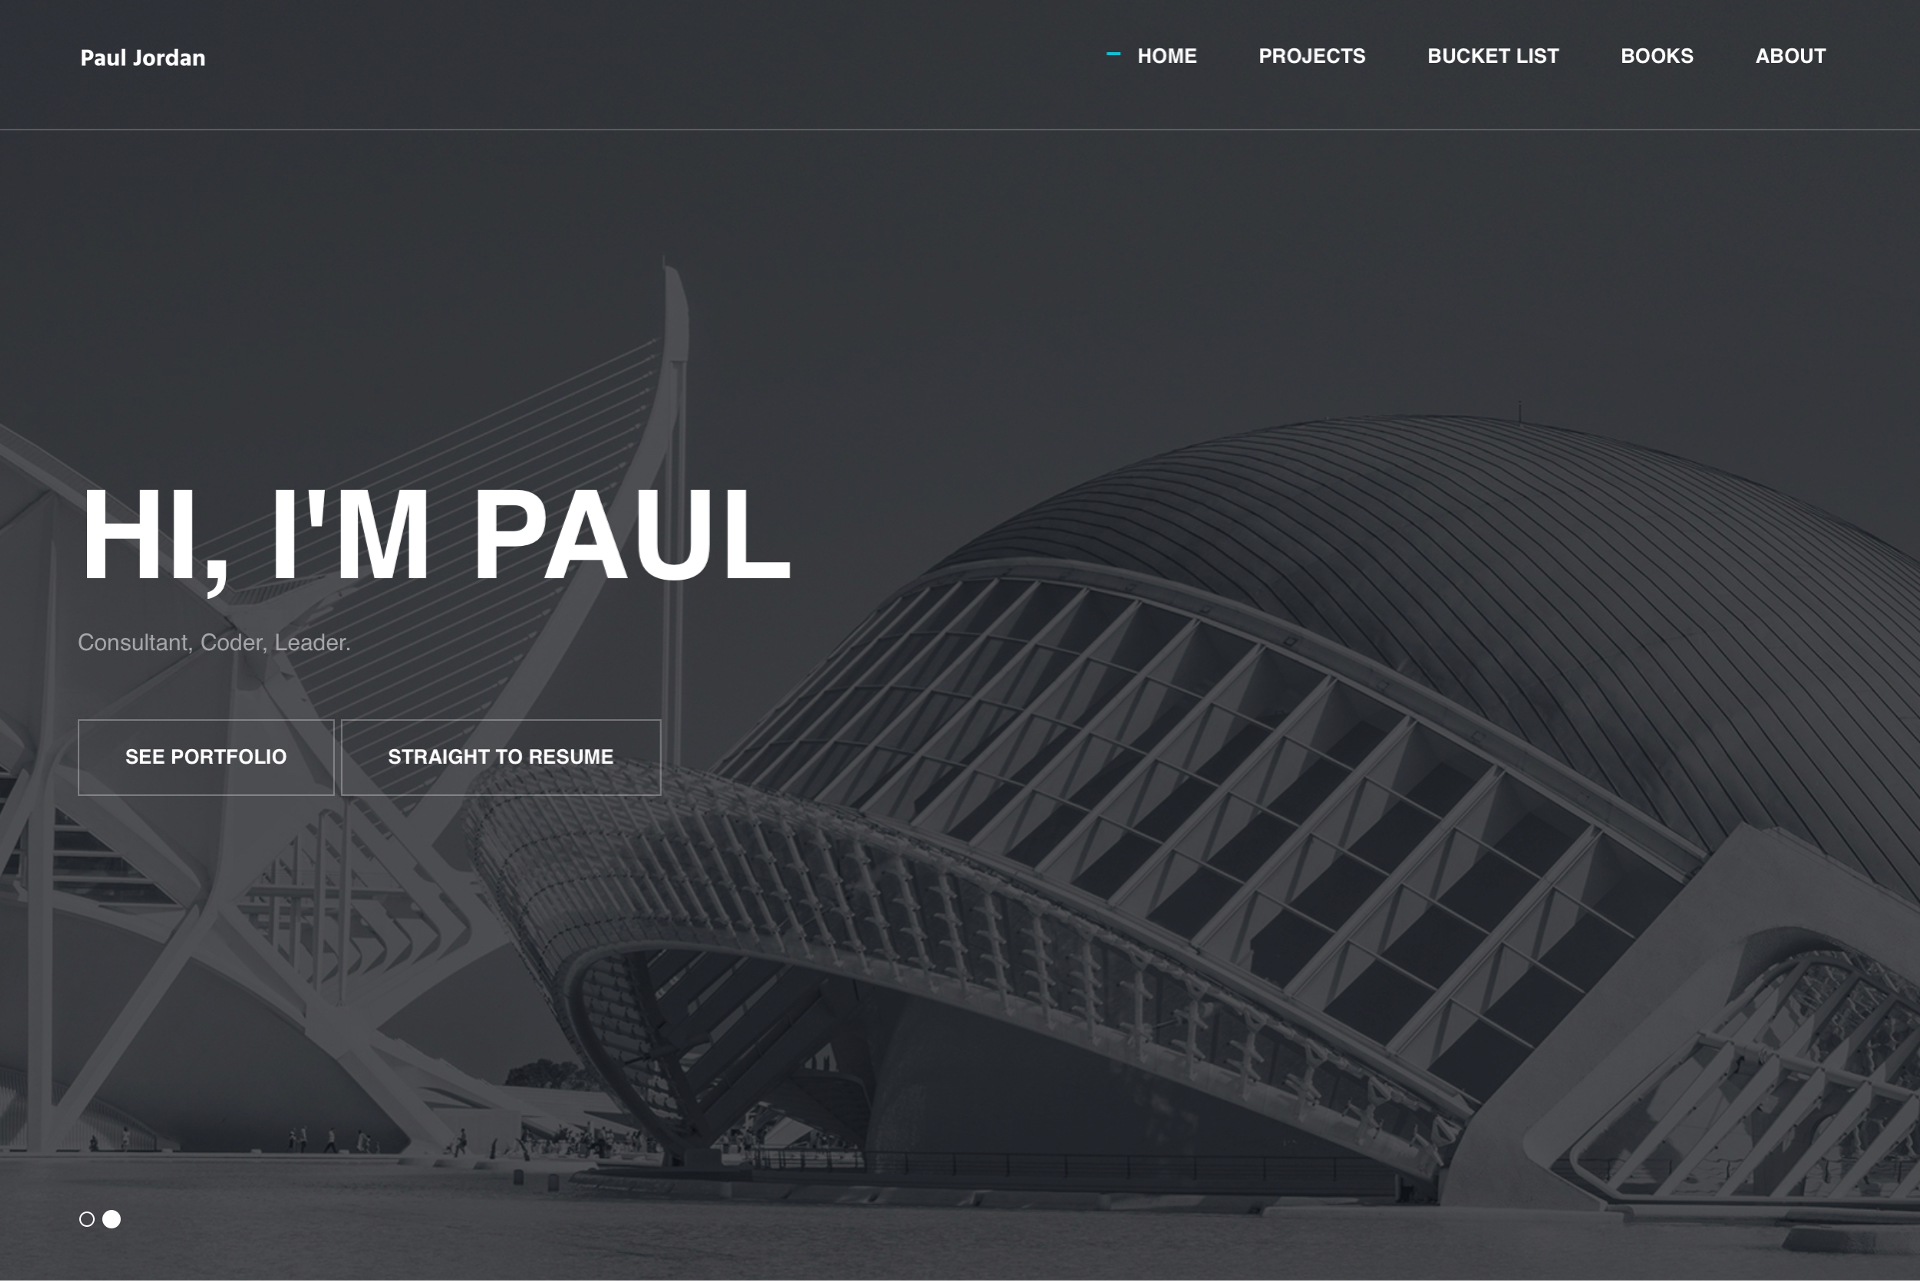 Paul Jordan
HOME PROJECTS BUCKET LIST BOOKS ABOUT
HI, I'M PAUL
Consultant, Coder, Leader.
SEE PORTFOLIO STRAIGHT TO RESUME